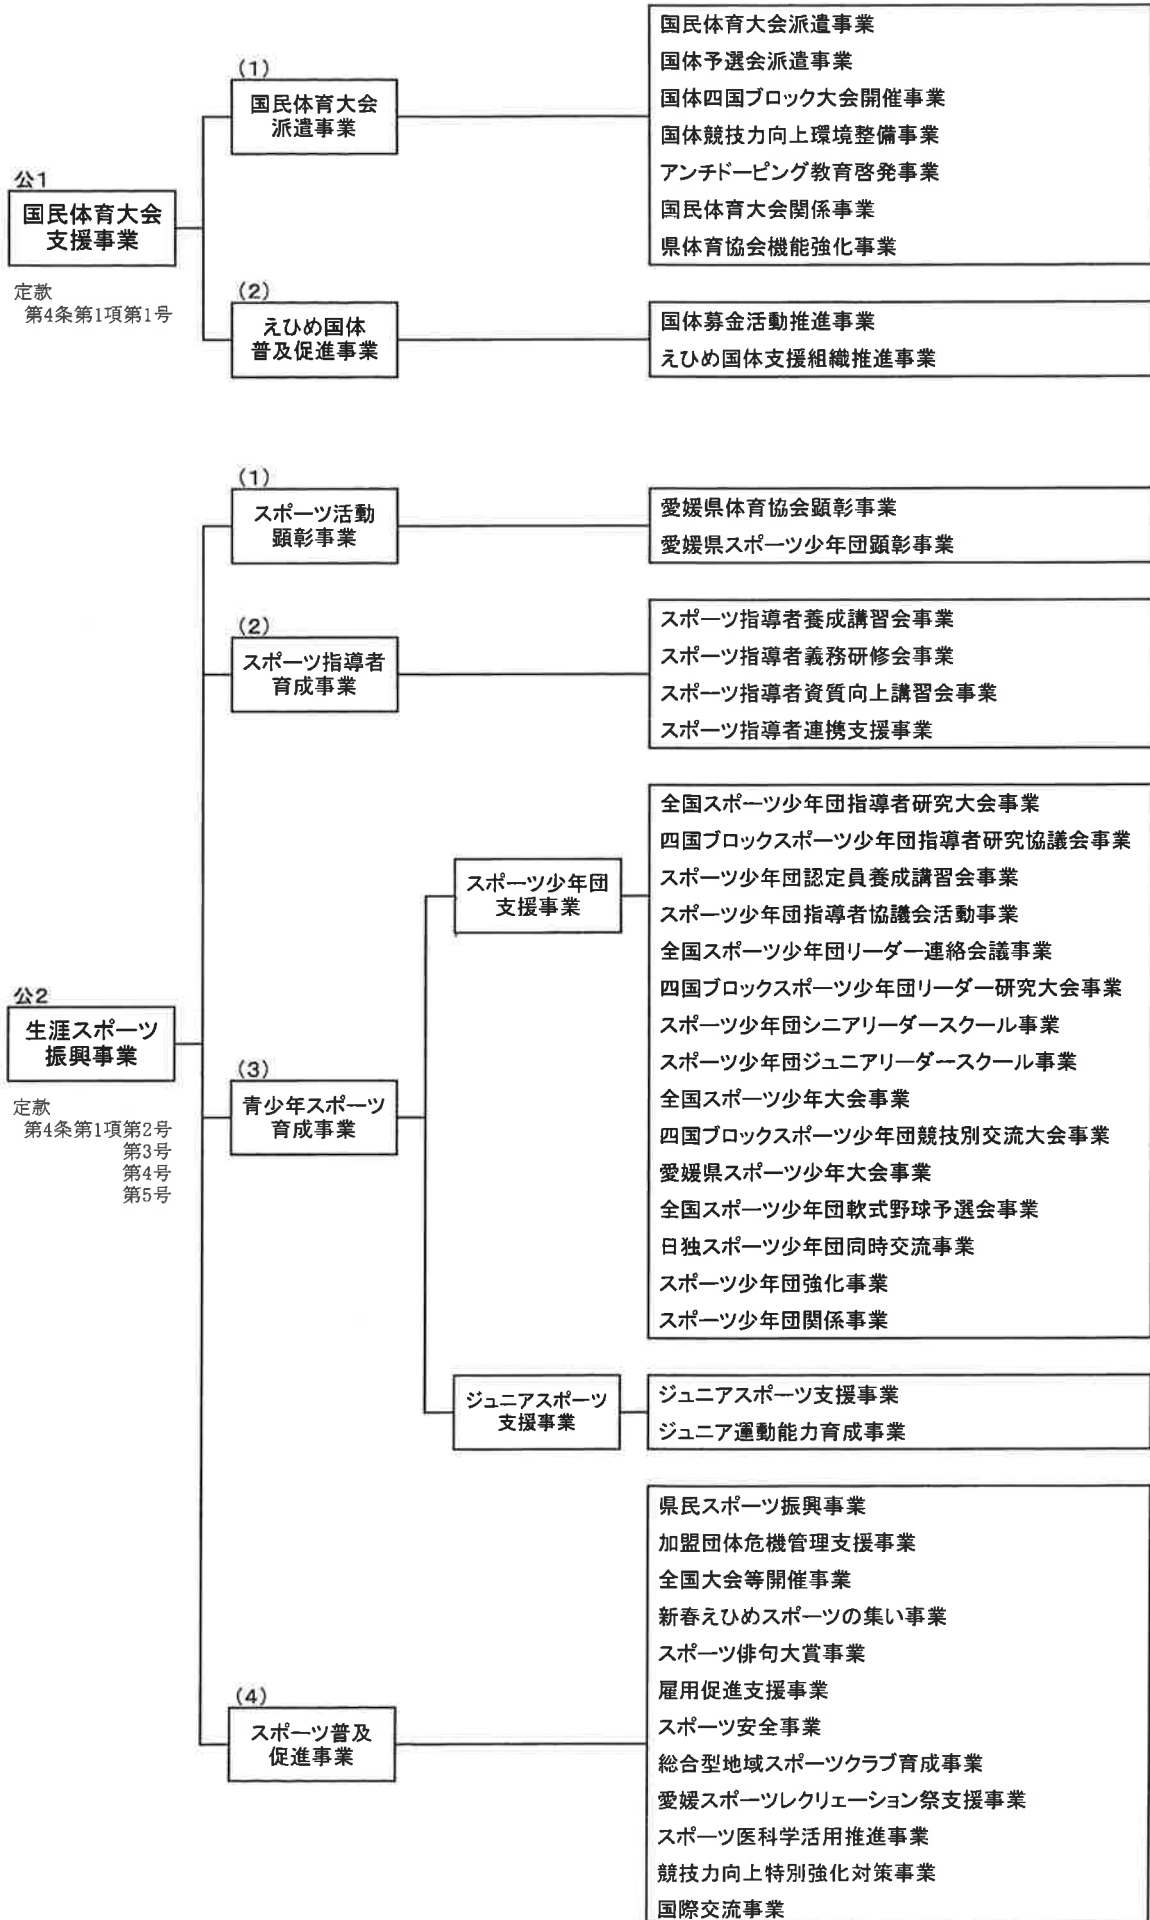 公1
国民体育大会
支援事業
定款
第4条第1項第1号
(1)
国民体育大会
派遣事業
国民体育大会派遣事業
国体予選会派遣事業
国体四国ブロック大会開催事業
国体競技力向上環境整備事業
アンチドーピング教育啓発事業
国民体育大会関係事業
県体育協会機能強化事業
(2)
えひめ国体
普及促進事業
国体募金活動推進事業
えひめ国体支援組織推進事業
公2
生涯スポーツ
振興事業
定款
第4条第1項第2号
第3号
第4号
第5号
(1)
スポーツ活動
顕彰事業
愛媛県体育協会顕彰事業
愛媛県スポーツ少年団顕彰事業
(2)
スポーツ指導者
育成事業
スポーツ指導者養成講習会事業
スポーツ指導者義務研修会事業
スポーツ指導者資質向上講習会事業
スポーツ指導者連携支援事業
(3)
青少年スポーツ
育成事業
スポーツ少年団
支援事業
全国スポーツ少年団指導者研究大会事業
四国ブロックスポーツ少年団指導者研究協議会事業
スポーツ少年団認定員養成講習会事業
スポーツ少年団指導者協議会活動事業
全国スポーツ少年団リーダー連絡会議事業
四国ブロックスポーツ少年団リーダー研究大会事業
スポーツ少年団シニアリーダースクール事業
スポーツ少年団ジュニアリーダースクール事業
全国スポーツ少年大会事業
四国ブロックスポーツ少年団競技別交流大会事業
愛媛県スポーツ少年大会事業
全国スポーツ少年団軟式野球予選会事業
日独スポーツ少年団同時交流事業
スポーツ少年団強化事業
スポーツ少年団関係事業
ジュニアスポーツ
支援事業
ジュニアスポーツ支援事業
ジュニア運動能力育成事業
(4)
スポーツ普及
促進事業
県民スポーツ振興事業
加盟団体危機管理支援事業
全国大会等開催事業
新春えひめスポーツの集い事業
スポーツ俳句大賞事業
雇用促進支援事業
スポーツ安全事業
総合型地域スポーツクラブ育成事業
愛媛スポーツレクリエーション祭支援事業
スポーツ医科学活用推進事業
競技力向上特別強化対策事業
国際交流事業